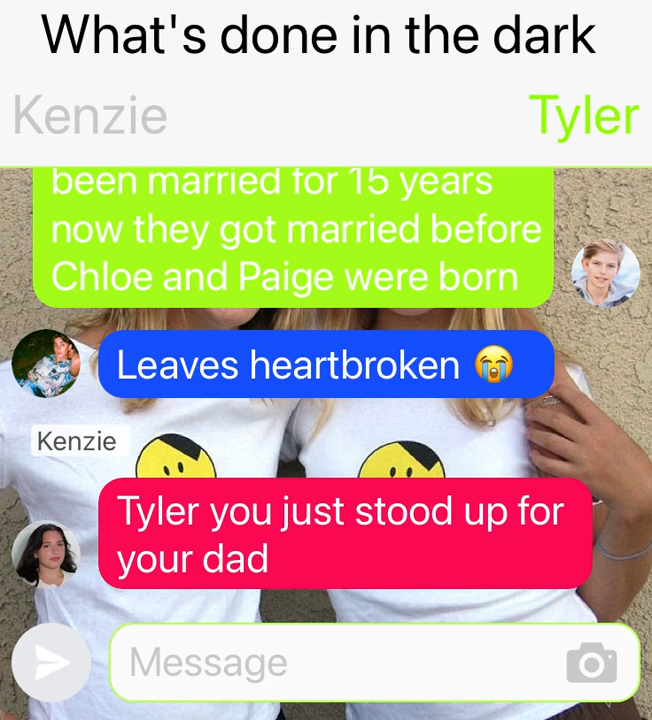 What's done in the dark
Kenzie
Tyler
been married for 15 years
now they got married before
Chloe and Paige were born
Leaves heartbroken 😭
Kenzie
Tyler you just stood up for
your dad
Message